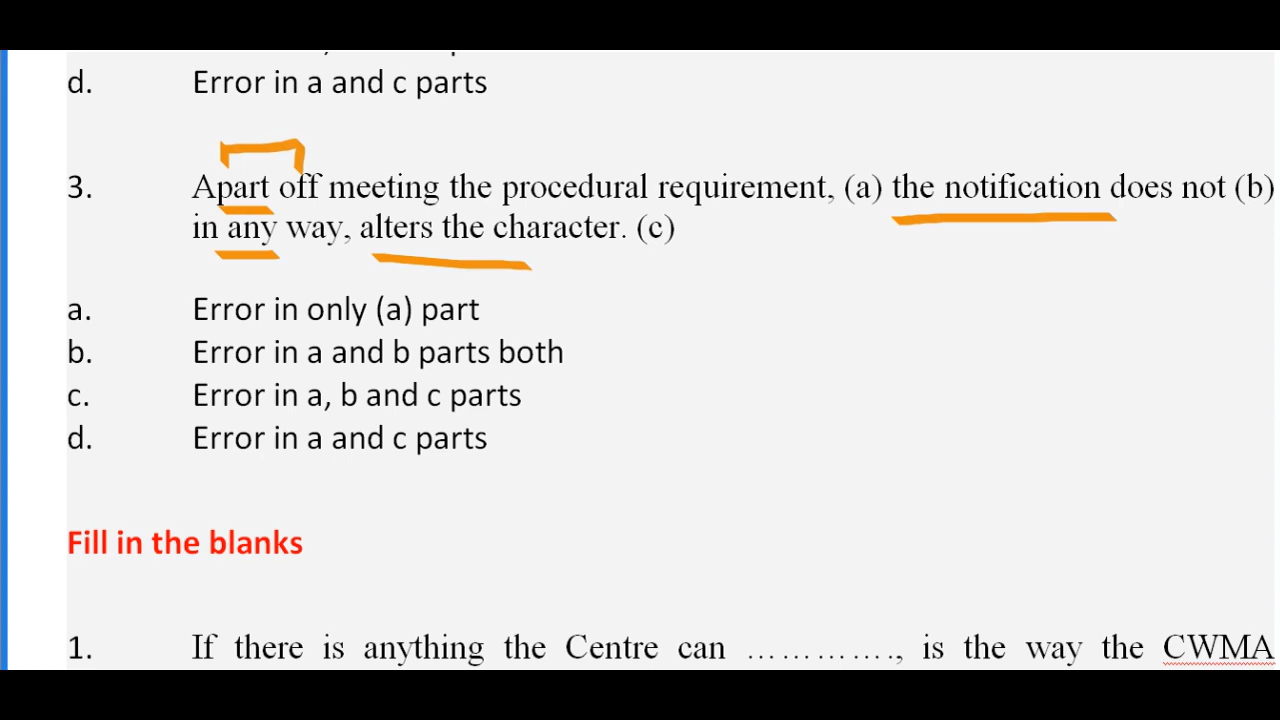 d. Error in a and c parts
3. Apart off meeting the procedural requirement, (a) the notification does not (b)
in any way, alters the character. (c)
a. Error in only (a) part
b. Error in a and b parts both
c. Error in a, b and c parts
d. Error in a and c parts
Fill in the blanks
1. If there is anything the Centre can …………., is the way the CWMA